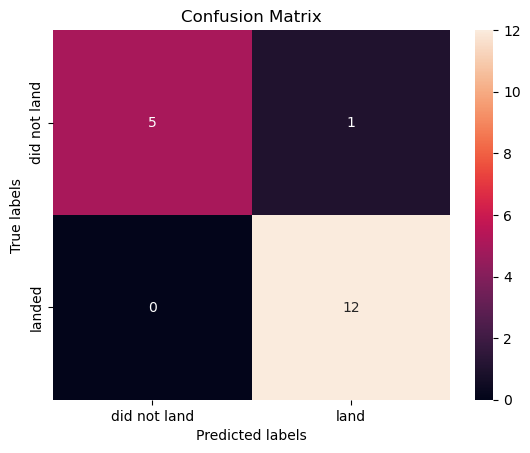 Confusion Matrix
True labels
did not land
landed
5
1
0
12
did not land
land
Predicted labels
12
10
8
6
4
2
0